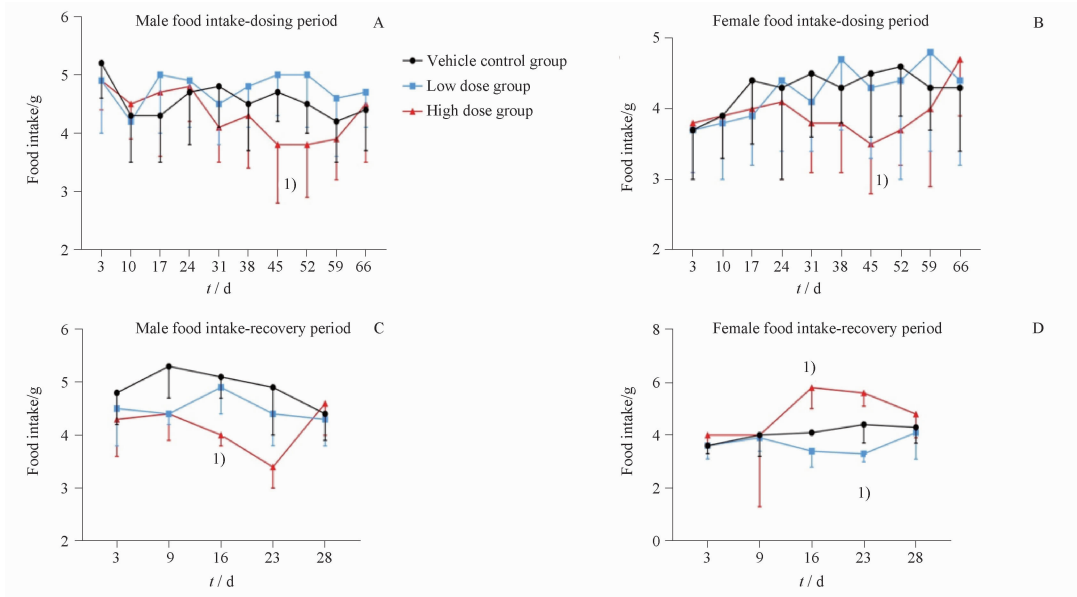 Male food intake-dosing period
A
6
5
4
3
2
Food intake/g
1)
3 10 17 24 31 38 45 52 59 66
t / d
Vehicle control group
Low dose group
High dose group
Female food intake-dosing period
B
5
4
3
2
Food intake/g
1)
3 10 17 24 31 38 45 52 59 66
t / d
Male food intake-recovery period
C
6
5
4
3
2
Food intake/g
1)
3 9 16 23 28
t / d
Female food intake-recovery period
D
8
6
4
2
0
Food intake/g
1)
1)
3 9 16 23 28
t / d